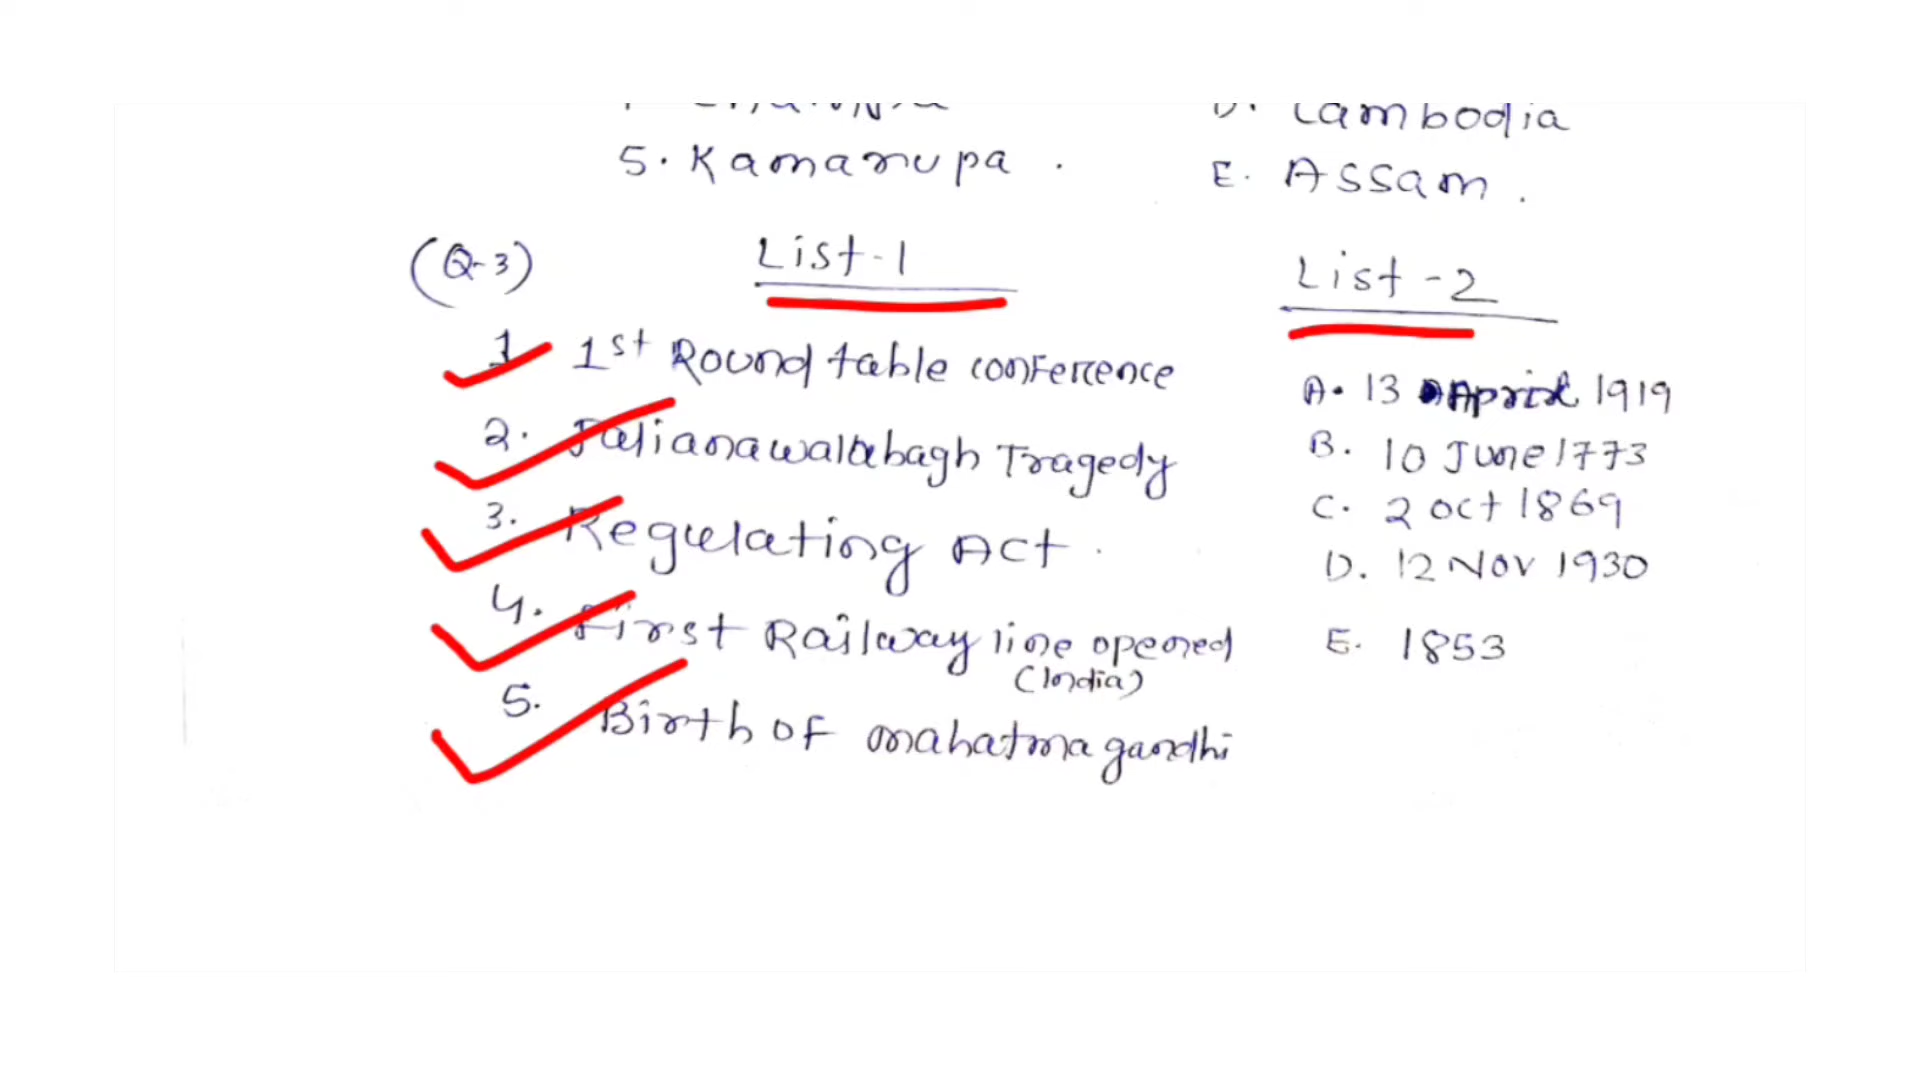 D. Cambodia
5. Kamarupa .
E. Assam .
(Q-3)
List-1
List-2
1 1st Round table conference
A. 13 April 1919
2. Jalianawalabagh Tragedy
B. 10 June 1773
3. Regulating Act .
C. 2 oct 1869
4. First Railway line opened
(India)
D. 12 Nov 1930
5. Birth of mahatma gandhi
E. 1853